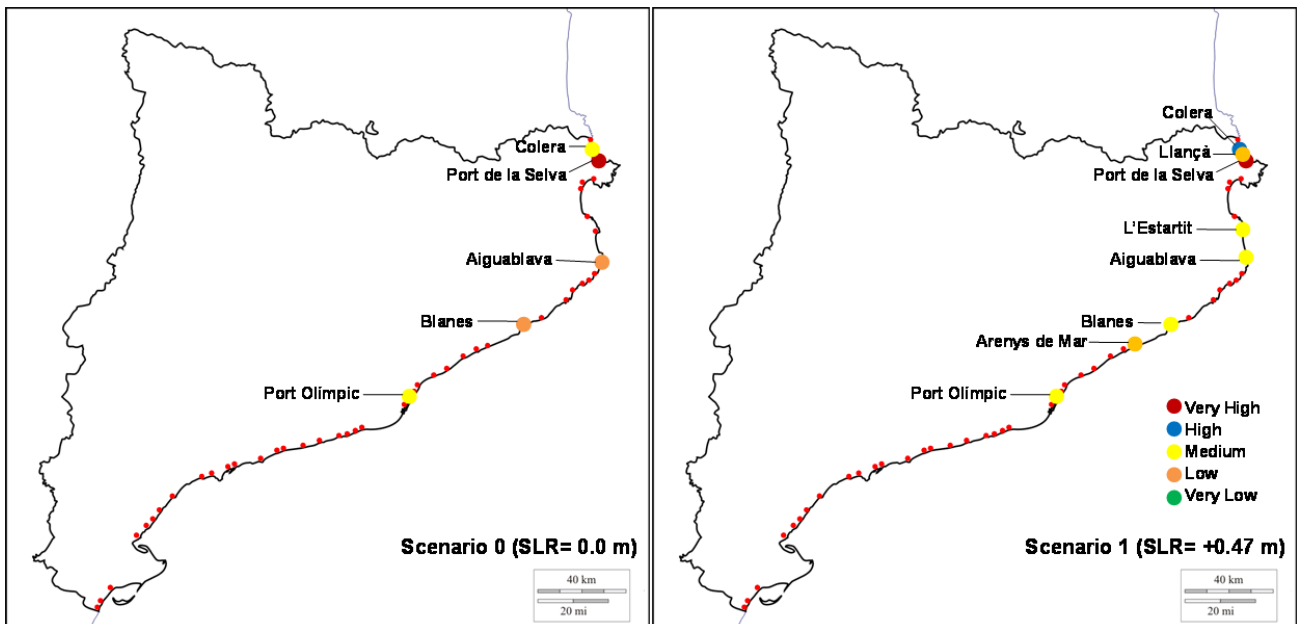 Colera
Port de la Selva
Aiguablava
Blanes
Port Olímpic
Scenario 0 (SLR= 0.0 m)
40 km
20 mi
Colera
Llançà
Port de la Selva
L'Estartit
Aiguablava
Blanes
Arenys de Mar
Port Olímpic
Very High
High
Medium
Low
Very Low
Scenario 1 (SLR= +0.47 m)
40 km
20 mi